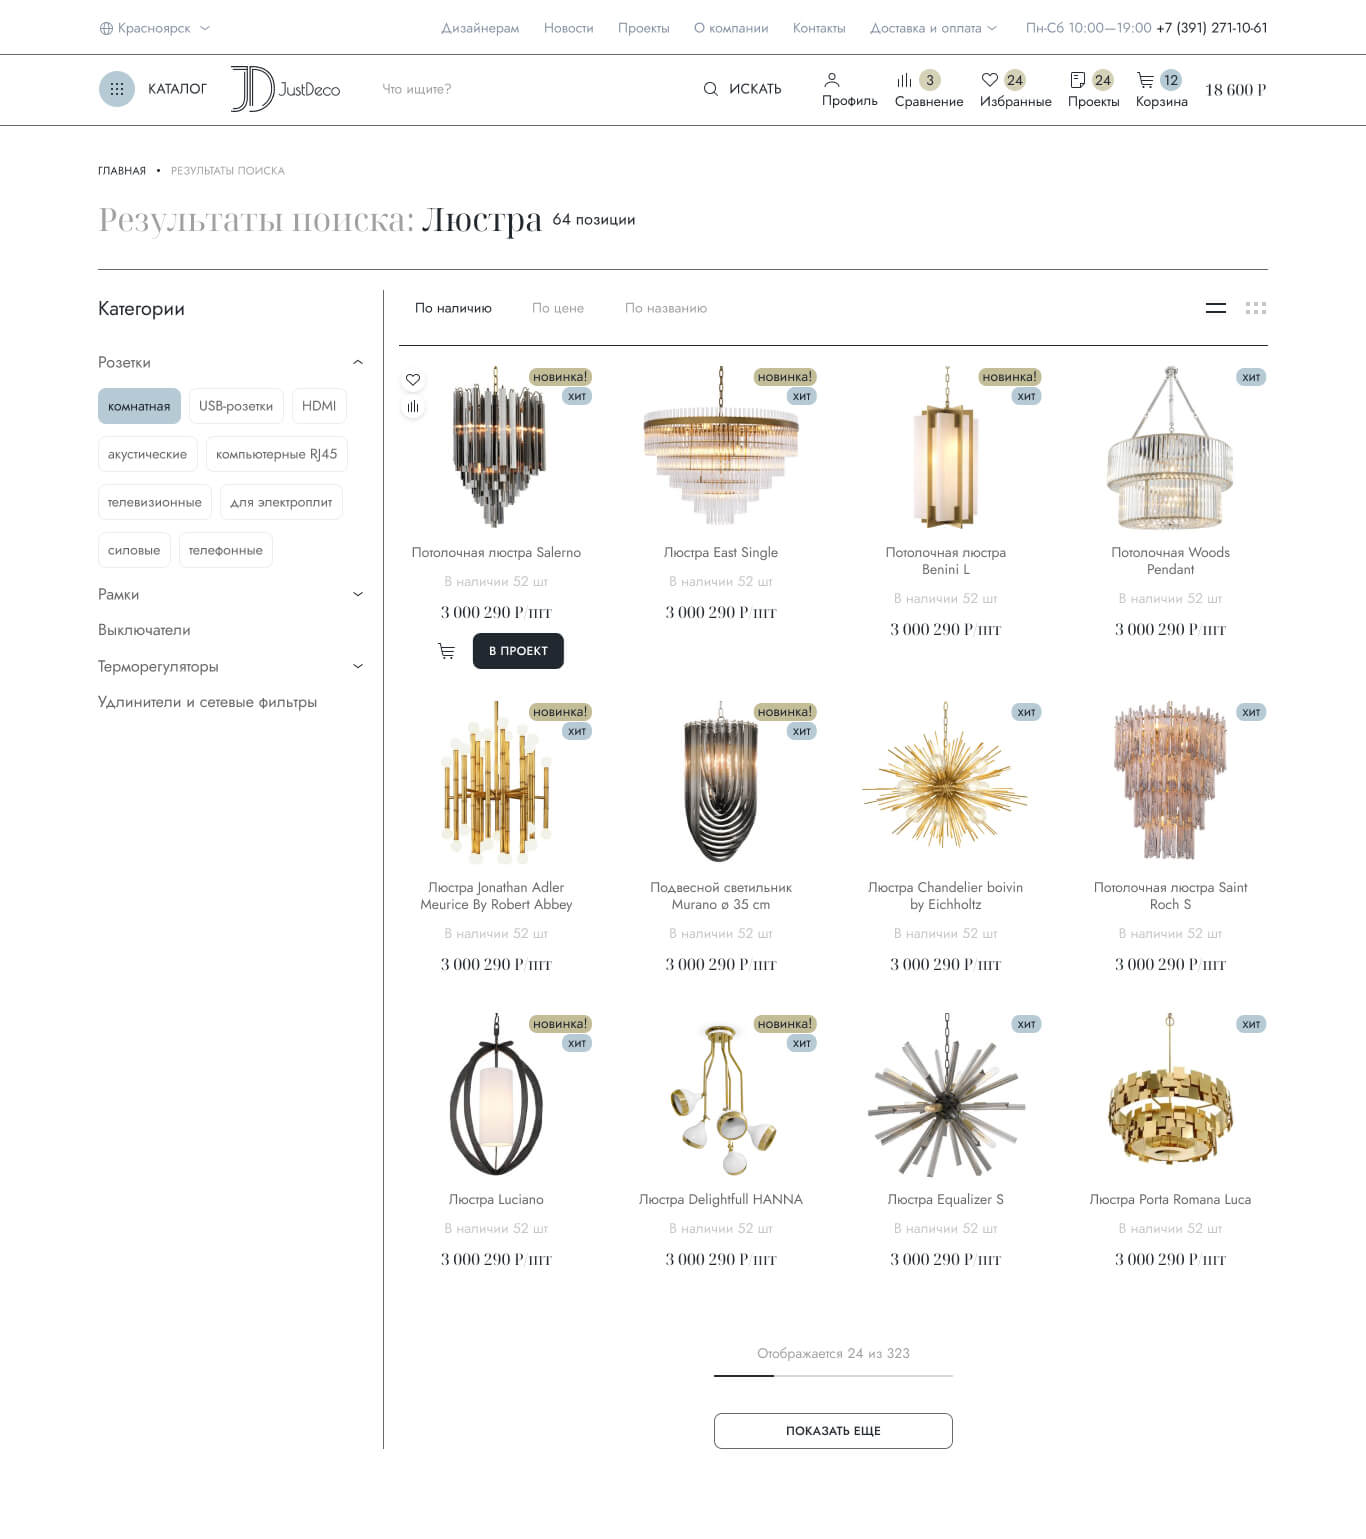 Красноярск
Дизайнерам
Новости
Проекты
О компании
Контакты
Доставка и оплата
Пн-Сб 10:00—19:00 +7 (391) 271-10-61
КАТАЛОГ
JD JustDeco
Что ищите?
ИСКАТЬ
Профиль
3
Сравнение
24
Избранные
24
Проекты
12
Корзина
18 600 Р
ГЛАВНАЯ • РЕЗУЛЬТАТЫ ПОИСКА
Результаты поиска: Люстра 64 позиции
Категории
Розетки
комнатная
USB-розетки
HDMI
акустические
компьютерные RJ45
телевизионные
для электроплит
силовые
телефонные
Рамки
Выключатели
Терморегуляторы
Удлинители и сетевые фильтры
По наличию
По цене
По названию
новинка!
хит
Потолочная люстра Salerno
В наличии 52 шт
3 000 290 Р/шт
В ПРОЕКТ
новинка!
хит
Люстра East Single
В наличии 52 шт
3 000 290 Р/шт
новинка!
хит
Потолочная люстра
Benini L
В наличии 52 шт
3 000 290 Р/шт
хит
Потолочная Woods
Pendant
В наличии 52 шт
3 000 290 Р/шт
новинка!
хит
Люстра Jonathan Adler
Meurice By Robert Abbey
В наличии 52 шт
3 000 290 Р/шт
новинка!
хит
Подвесной светильник
Murano ø 35 cm
В наличии 52 шт
3 000 290 Р/шт
хит
Люстра Chandelier boivin
by Eichholtz
В наличии 52 шт
3 000 290 Р/шт
хит
Потолочная люстра Saint
Roch S
В наличии 52 шт
3 000 290 Р/шт
новинка!
хит
Люстра Luciano
В наличии 52 шт
3 000 290 Р/шт
новинка!
хит
Люстра Delightfull HANNA
В наличии 52 шт
3 000 290 Р/шт
хит
Люстра Equalizer S
В наличии 52 шт
3 000 290 Р/шт
хит
Люстра Porta Romana Luca
В наличии 52 шт
3 000 290 Р/шт
Отображается 24 из 323
ПОКАЗАТЬ ЕЩЕ